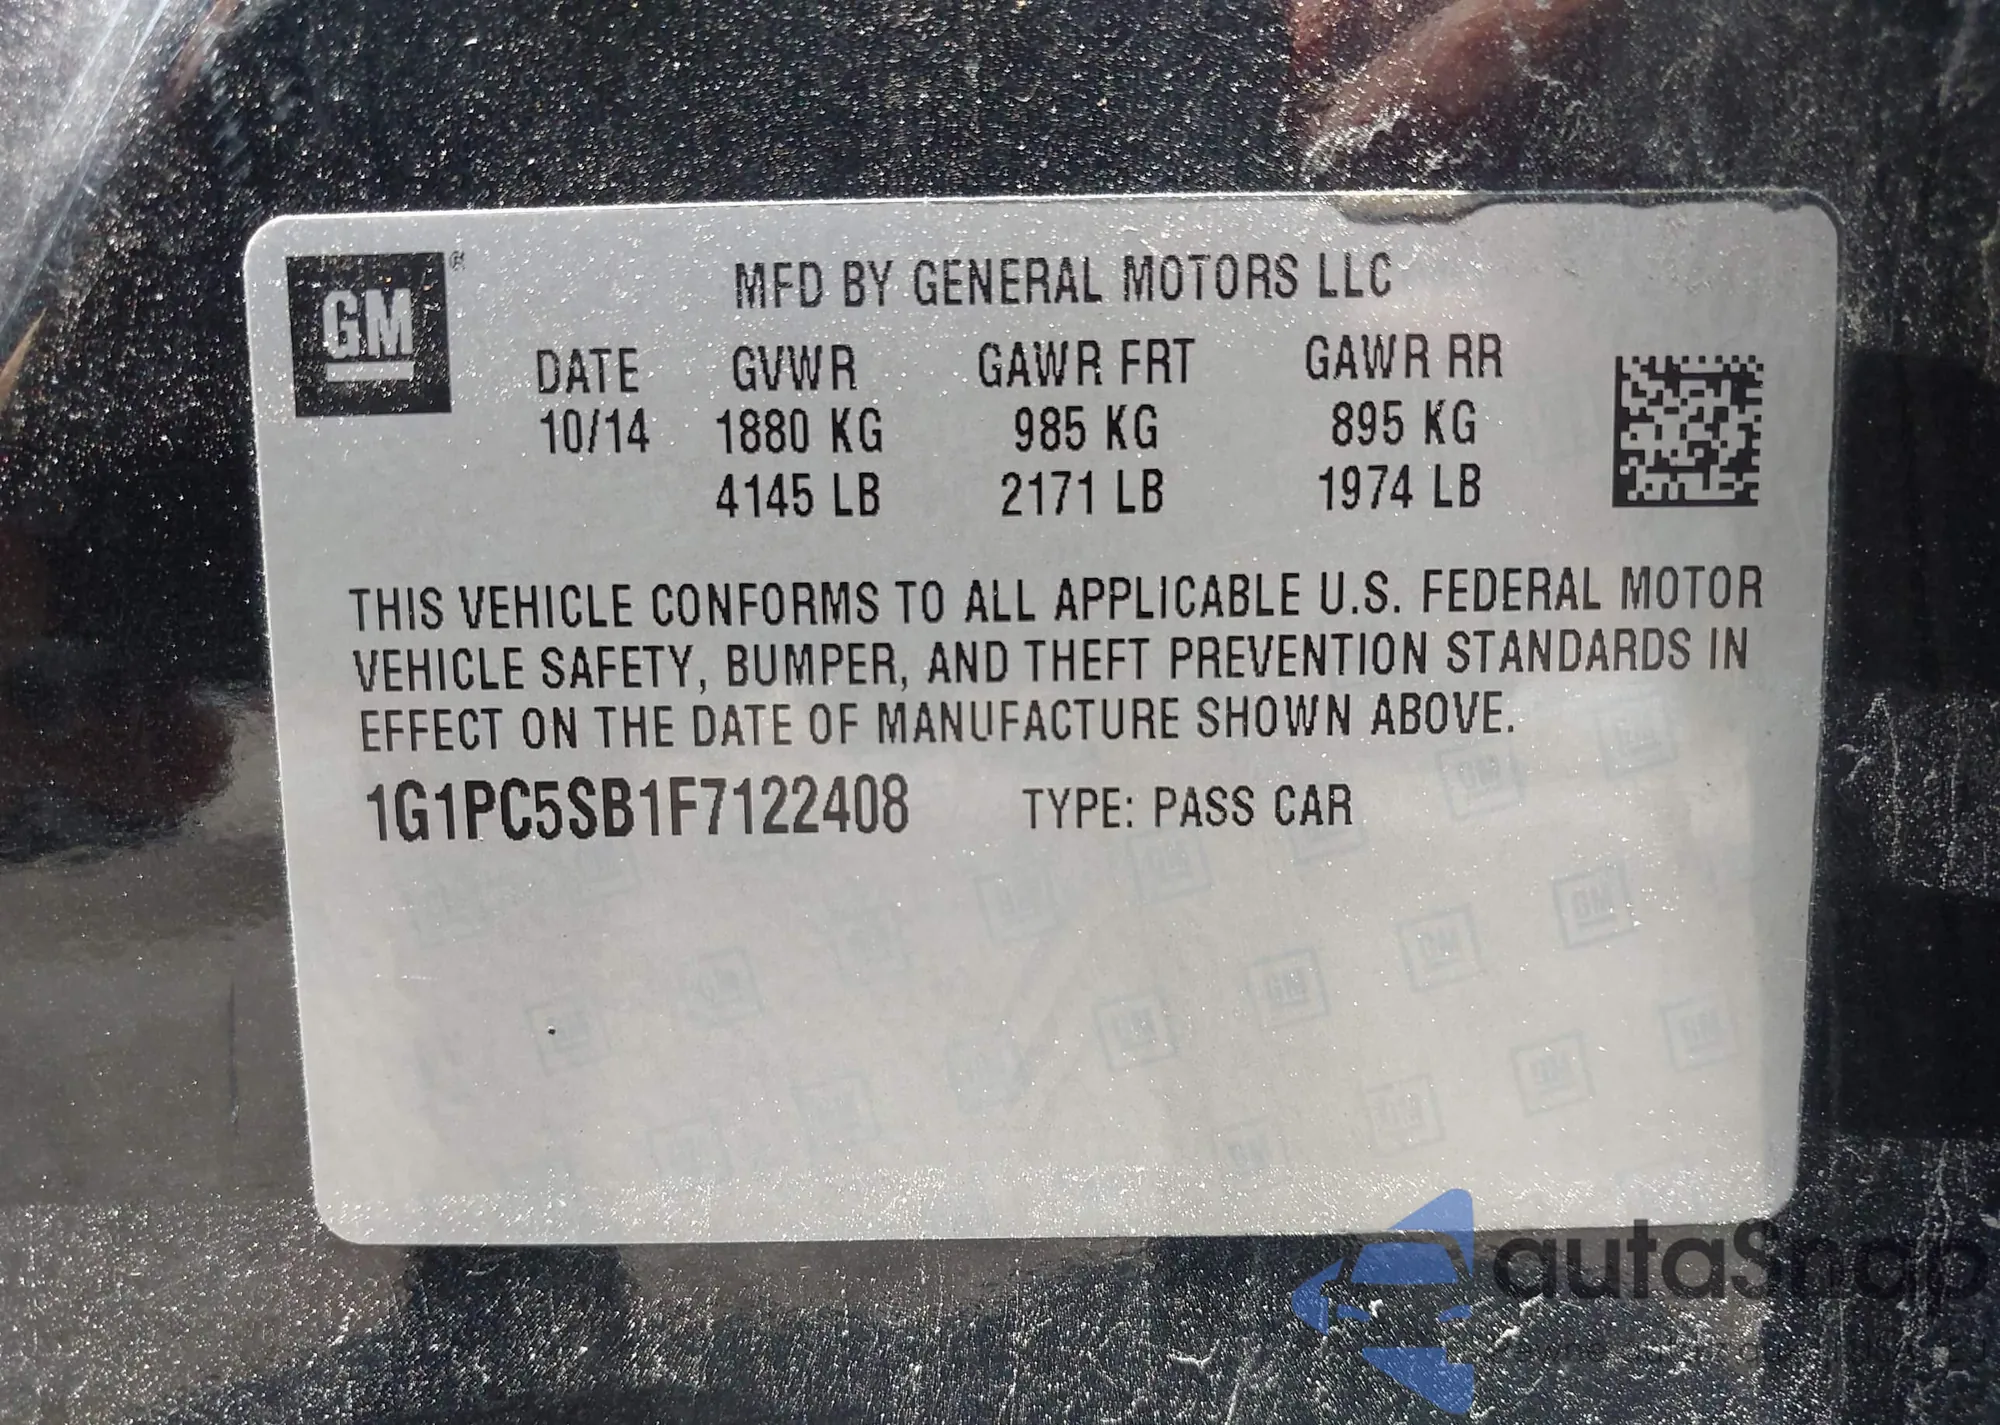 GM ®
MFD BY GENERAL MOTORS LLC
DATE GVWR GAWR FRT GAWR RR
10/14 1880 KG 985 KG 895 KG
4145 LB 2171 LB 1974 LB
THIS VEHICLE CONFORMS TO ALL APPLICABLE U.S. FEDERAL MOTOR
VEHICLE SAFETY, BUMPER, AND THEFT PREVENTION STANDARDS IN
EFFECT ON THE DATE OF MANUFACTURE SHOWN ABOVE.
1G1PC5SB1F7122408 TYPE: PASS CAR
autaSnap